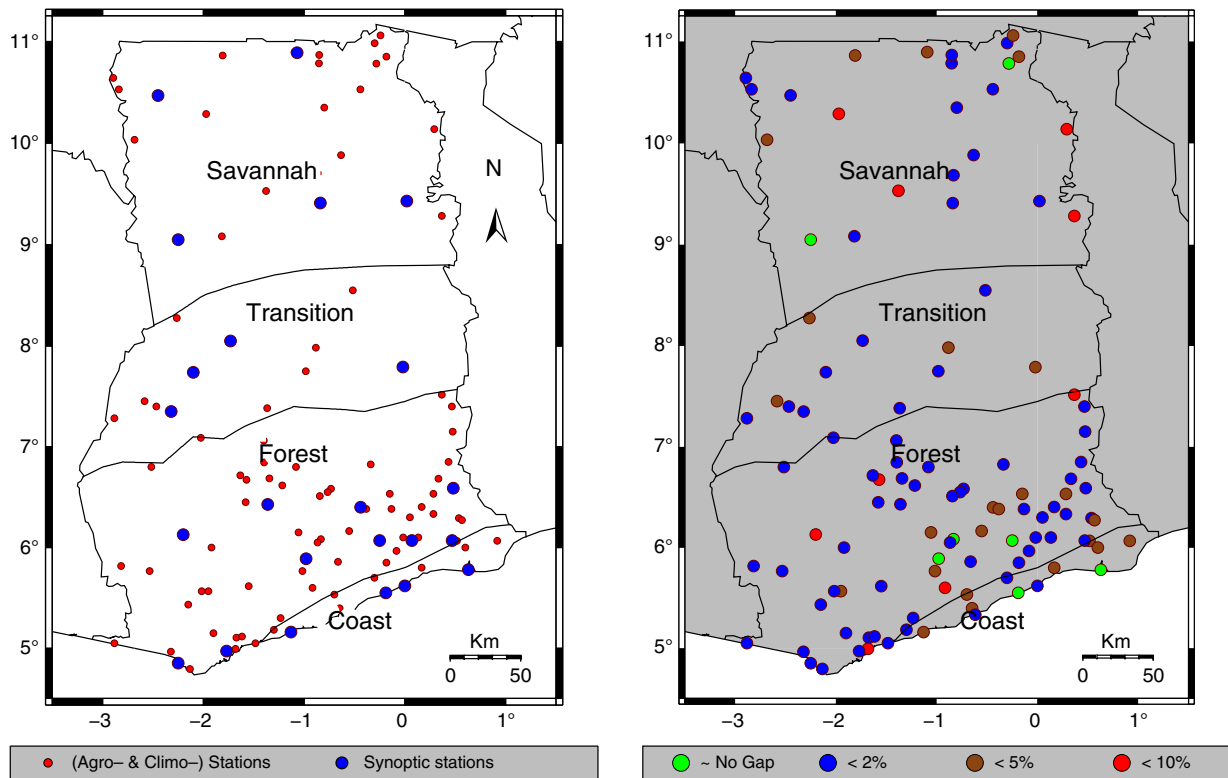 11°
10°
9°
8°
7°
6°
5°
−3 −2 −1 0 1°
Savannah
N
Transition
Forest
Coast
Km
0 50
(Agro– & Climo–) Stations Synoptic stations
11°
10°
9°
8°
7°
6°
5°
−3 −2 −1 0 1°
Savannah
Transition
Forest
Coast
Km
0 50
~ No Gap < 2% < 5% < 10%